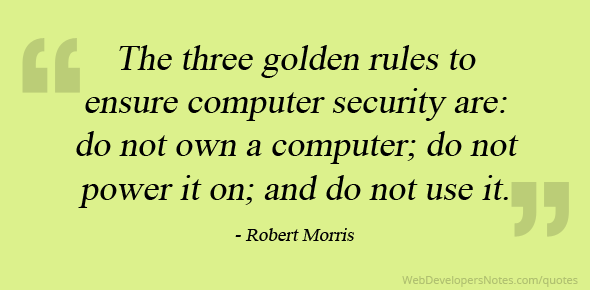 The three golden rules to
ensure computer security are:
do not own a computer; do not
power it on; and do not use it.
- Robert Morris
WebDevelopersNotes.com/quotes